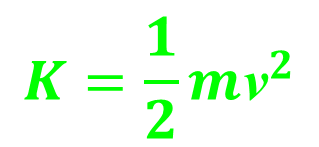 K = 1/2 mv²